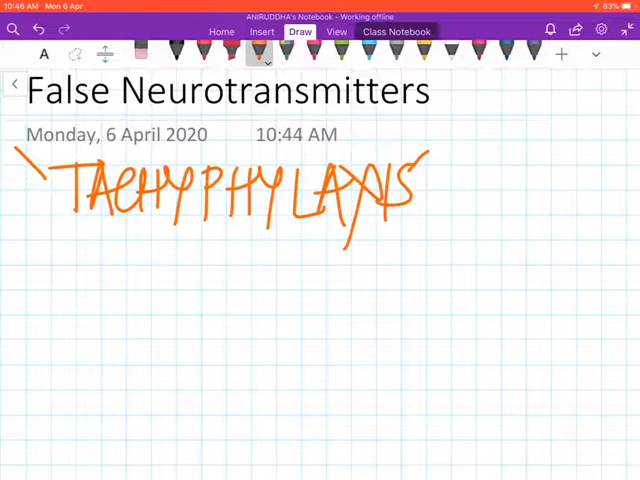 10:46 AM Mon 6 Apr 63%
ANIRUDDHA's Notebook - Working offline
Home Insert Draw View Class Notebook
A
False Neurotransmitters
Monday, 6 April 2020 10:44 AM
TACHYPHYLAXIS